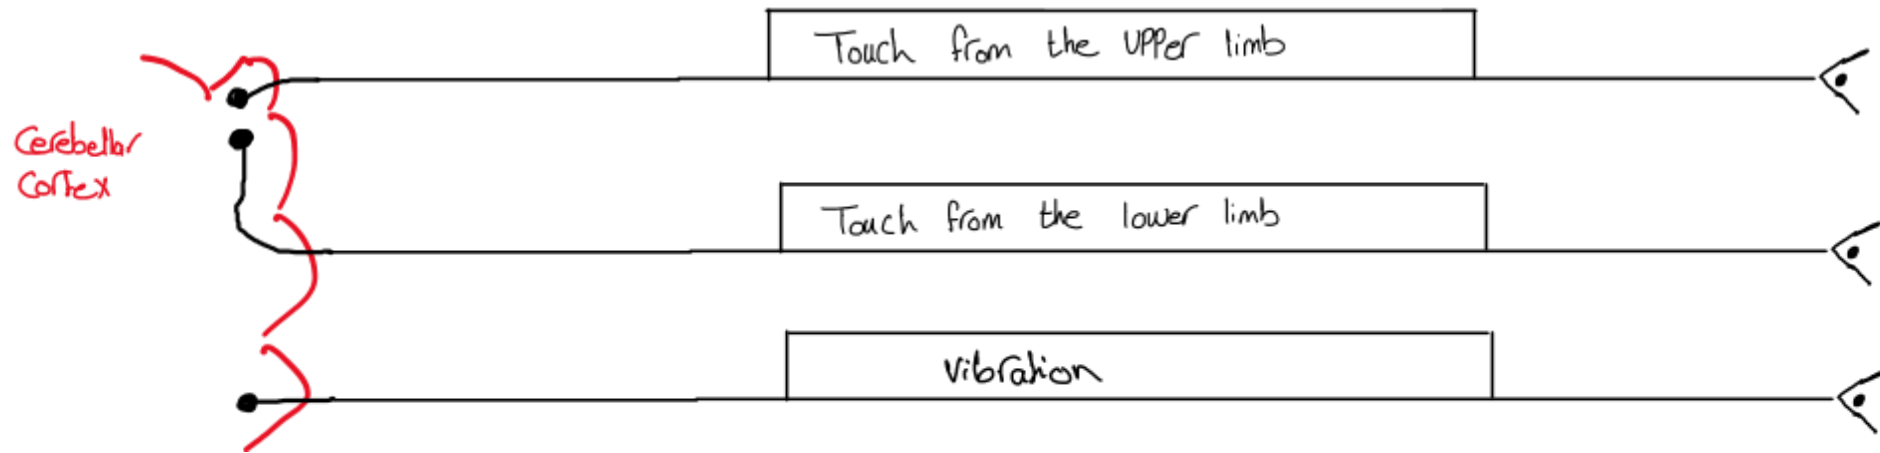 Touch from the UPPer limb
Cerebellar
Cortex
Touch from the lower limb
Vibration